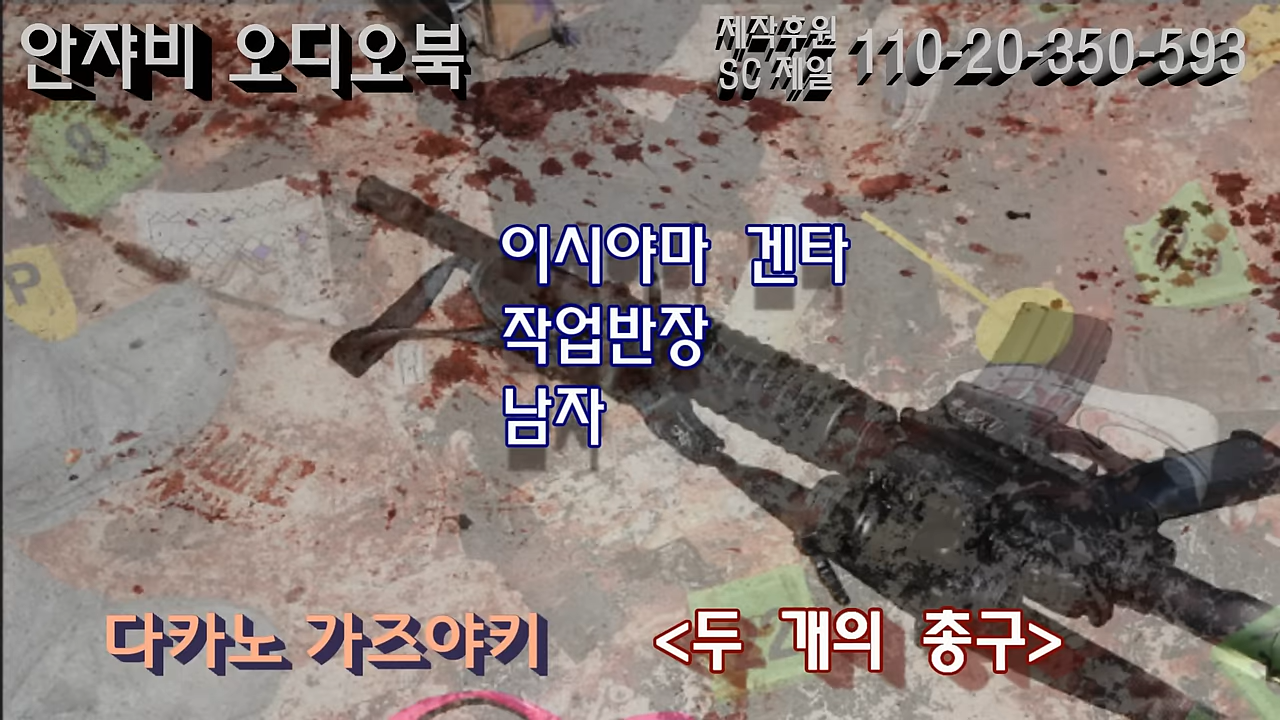 안쟈비 오디오북
제작후원
SC 제일
110-20-350-593
8
P
이시야마 겐타
작업반장
남자
다카노 가즈야키
<두 개의 총구>